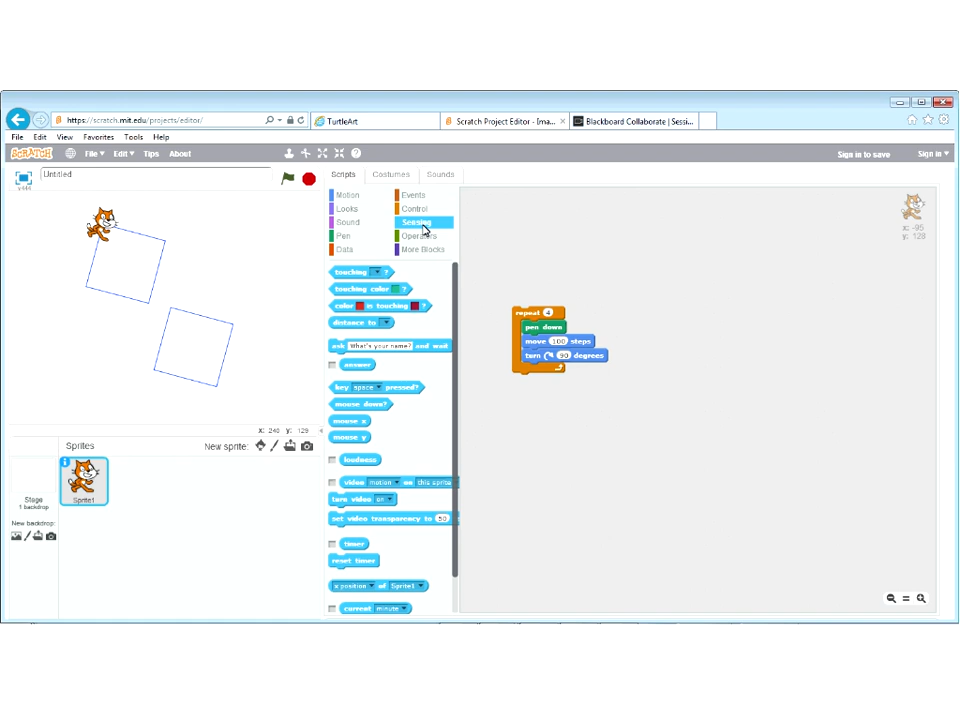 https://scratch.mit.edu/projects/editor/
TurtleArt
Scratch Project Editor - Ima...
Blackboard Collaborate | Sessi...
File Edit View Favorites Tools Help
SCRATCH File Edit Tips About Sign in to save Sign in
Untitled
Scripts Costumes Sounds
Motion Events
Looks Control
Sound Sensing
Pen Operators
Data More Blocks
touching ?
touching color ?
color is touching ?
distance to
ask What's your name? and wait
answer
key space pressed?
mouse down?
mouse x
mouse y
loudness
video motion on this sprite
turn video on
set video transparency to 50
timer
reset timer
x position of Sprite1
current minute
repeat 4
pen down
move 100 steps
turn 90 degrees
x: -95
y: 128
x: 240 y: 129
Sprites New sprite:
Sprite1
Stage
1 backdrop
New backdrop: